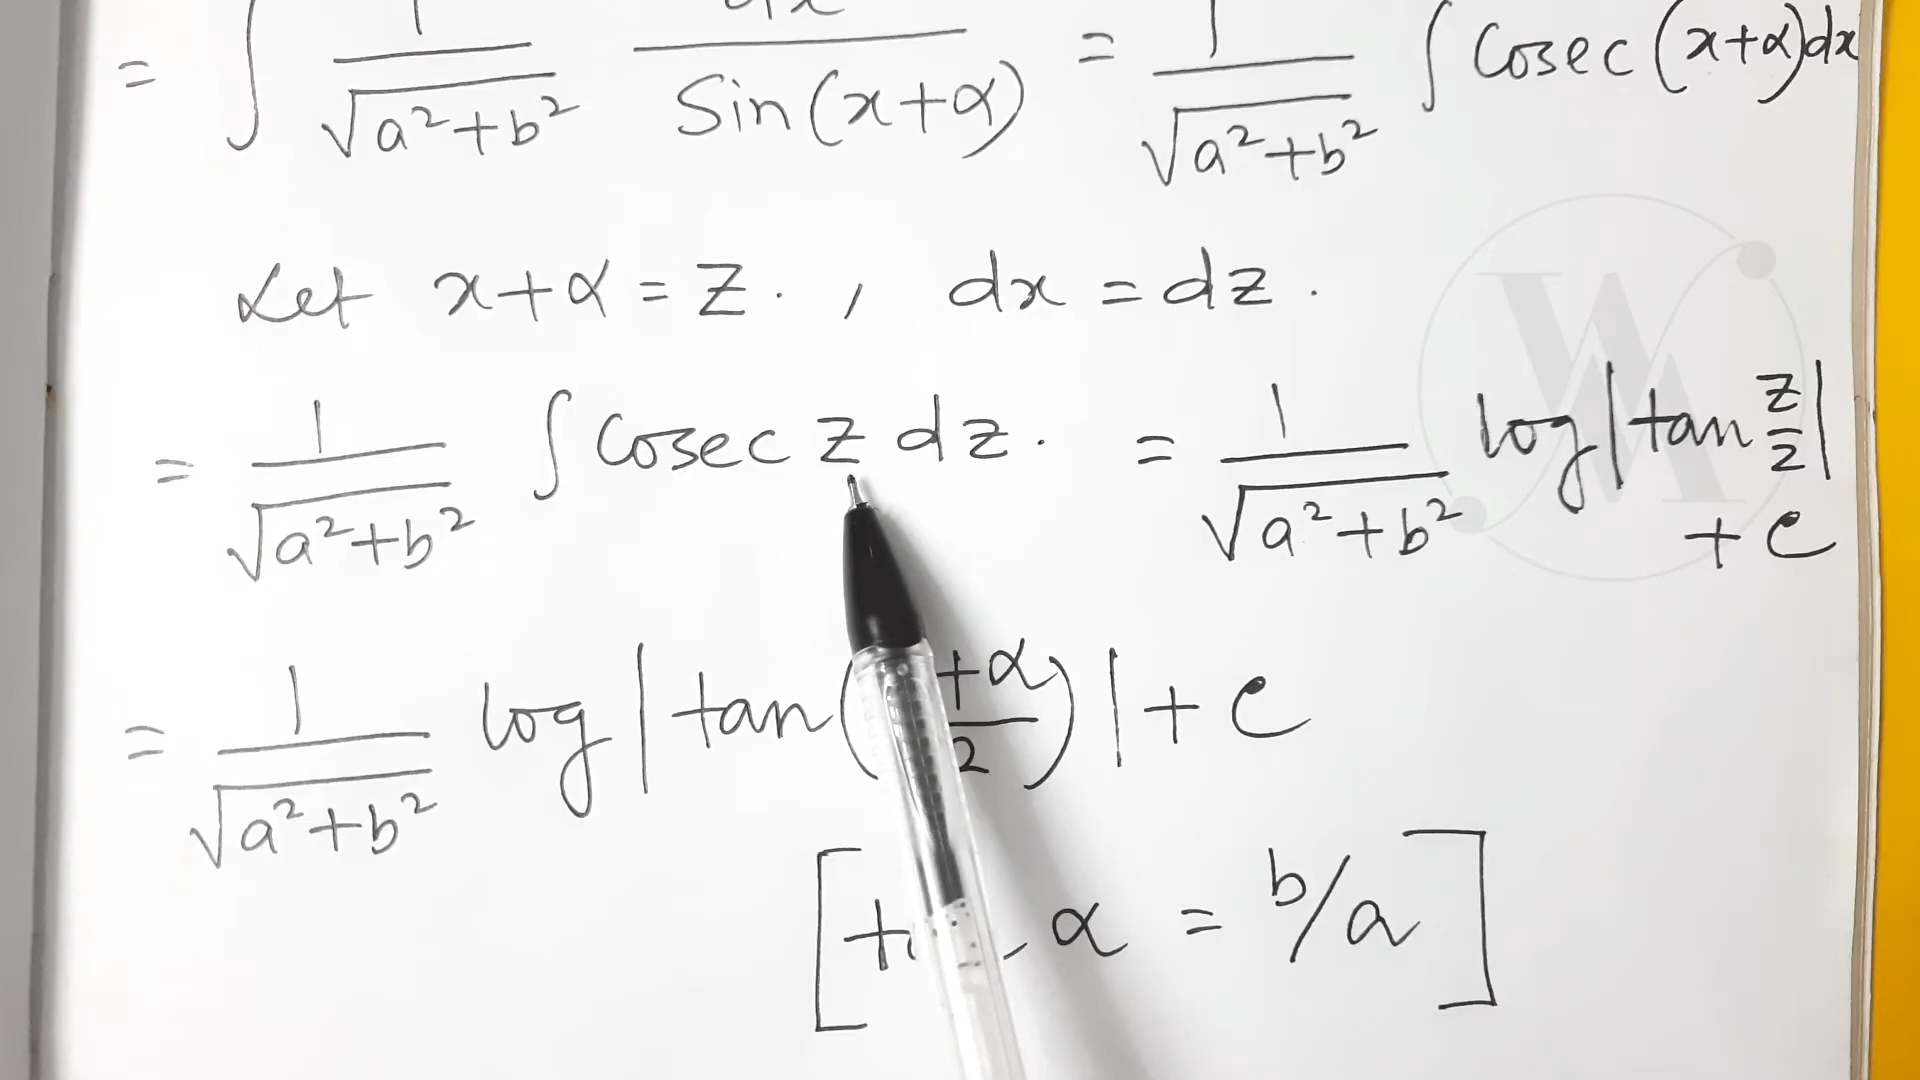 = ∫ 1/√(a²+b²) dx/Sin(x+α) = 1/√(a²+b²) ∫ Cosec (x+α)dx
Let x+α = Z. , dx = dz.
= 1/√(a²+b²) ∫ Cosec z dz. = 1/√(a²+b²) log|tan z/2|
+ c
= 1/√(a²+b²) log | tan( +α/2)| + c
[ α = b/a ]